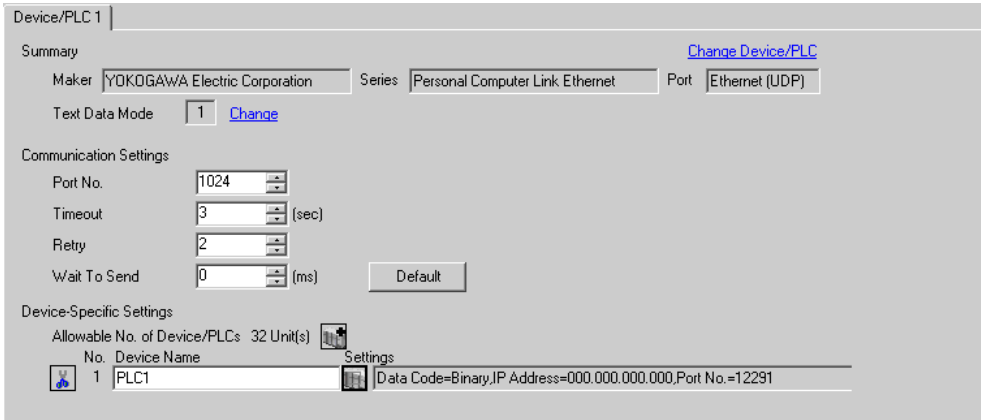 Device/PLC 1
Summary Change Device/PLC
Maker YOKOGAWA Electric Corporation Series Personal Computer Link Ethernet Port Ethernet (UDP)
Text Data Mode 1 Change
Communication Settings
Port No. 1024
Timeout 3 (sec)
Retry 2
Wait To Send 0 (ms) Default
Device-Specific Settings
Allowable No. of Device/PLCs 32 Unit(s)
No. Device Name Settings
1 PLC1 Data Code=Binary,IP Address=000.000.000.000,Port No.=12291